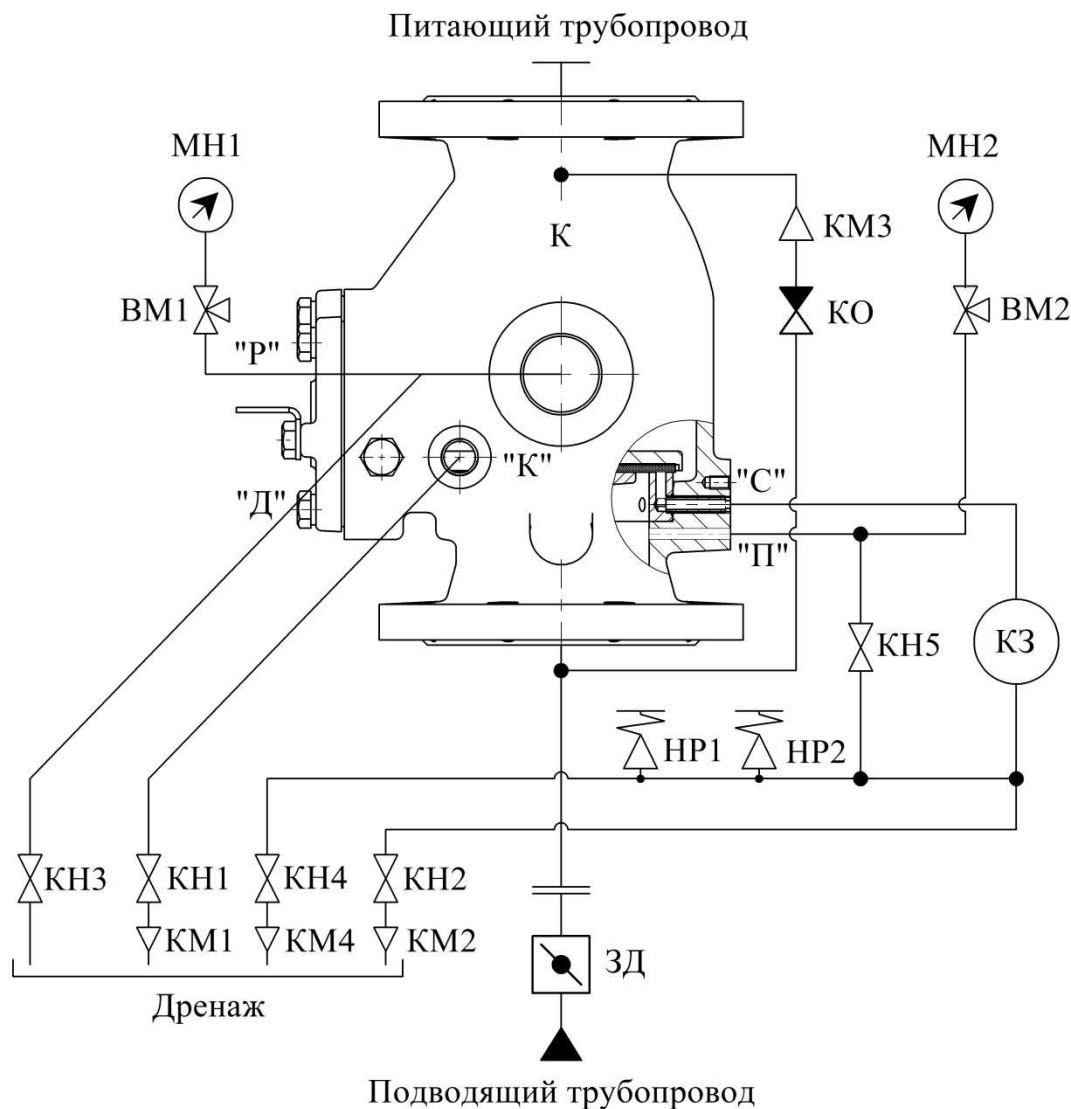 Питающий трубопровод
МН1
МН2
К
КМ3
ВМ1
КО
ВМ2
"Р"
"К"
"С"
"Д"
"П"
КН5
КЗ
НР1
НР2
КН3
КН1
КН4
КН2
КМ1
КМ4
КМ2
ЗД
Дренаж
Подводящий трубопровод